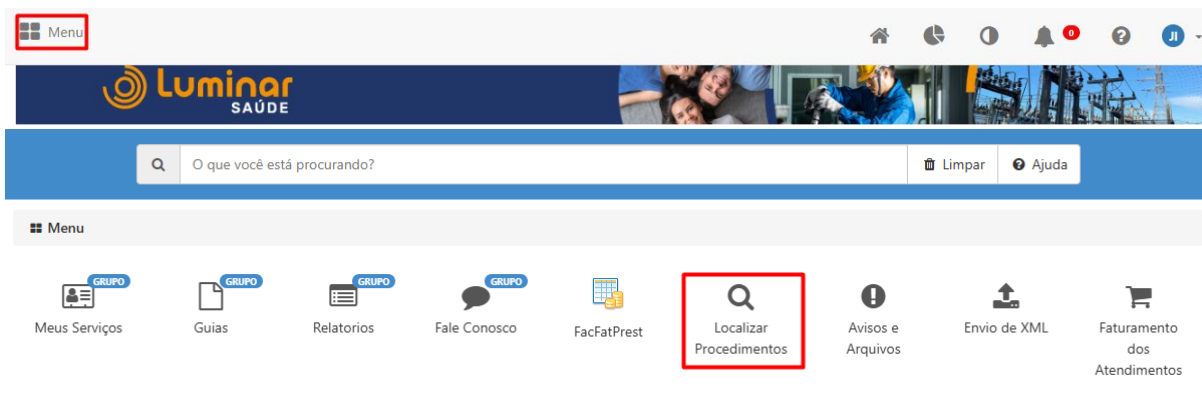 Menu
0
JI
Luminar
SAÚDE
O que você está procurando?
Limpar
Ajuda
Menu
GRUPO
Meus Serviços
GRUPO
Guias
GRUPO
Relatorios
GRUPO
Fale Conosco
FacFatPrest
Localizar
Procedimentos
Avisos e
Arquivos
Envio de XML
Faturamento
dos
Atendimentos